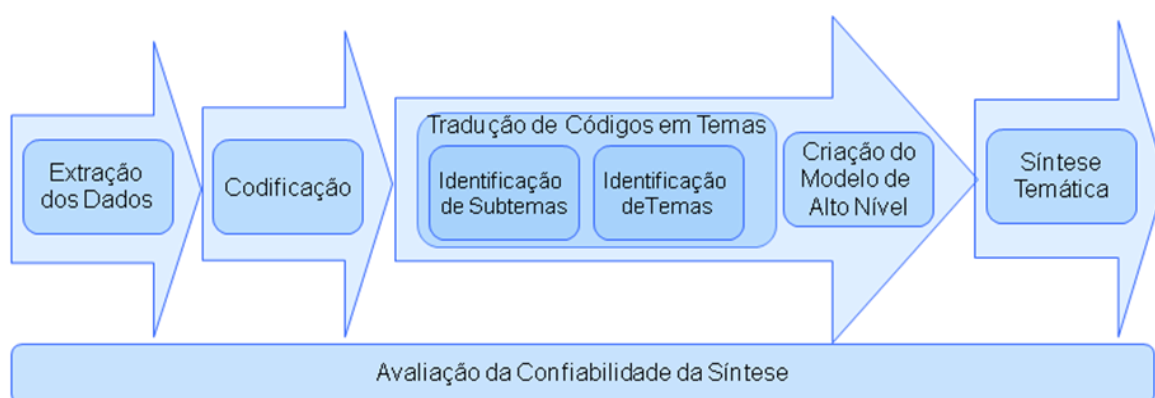 Extração
dos Dados
Codificação
Tradução de Códigos em Temas
Identificação
de Subtemas
Identificação
deTemas
Criação do
Modelo de
Alto Nível
Síntese
Temática
Avaliação da Confiabilidade da Síntese